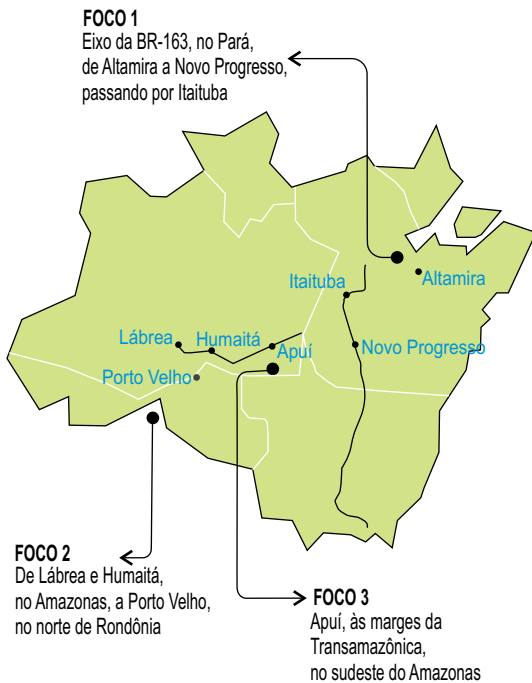 FOCO 1
Eixo da BR-163, no Pará,
de Altamira a Novo Progresso,
passando por Itaituba
Itaituba
Altamira
Lábrea
Humaitá
Apuí
Novo Progresso
Porto Velho
FOCO 2
De Lábrea e Humaitá,
no Amazonas, a Porto Velho,
no norte de Rondônia
FOCO 3
Apuí, às marges da
Transamazônica,
no sudeste do Amazonas